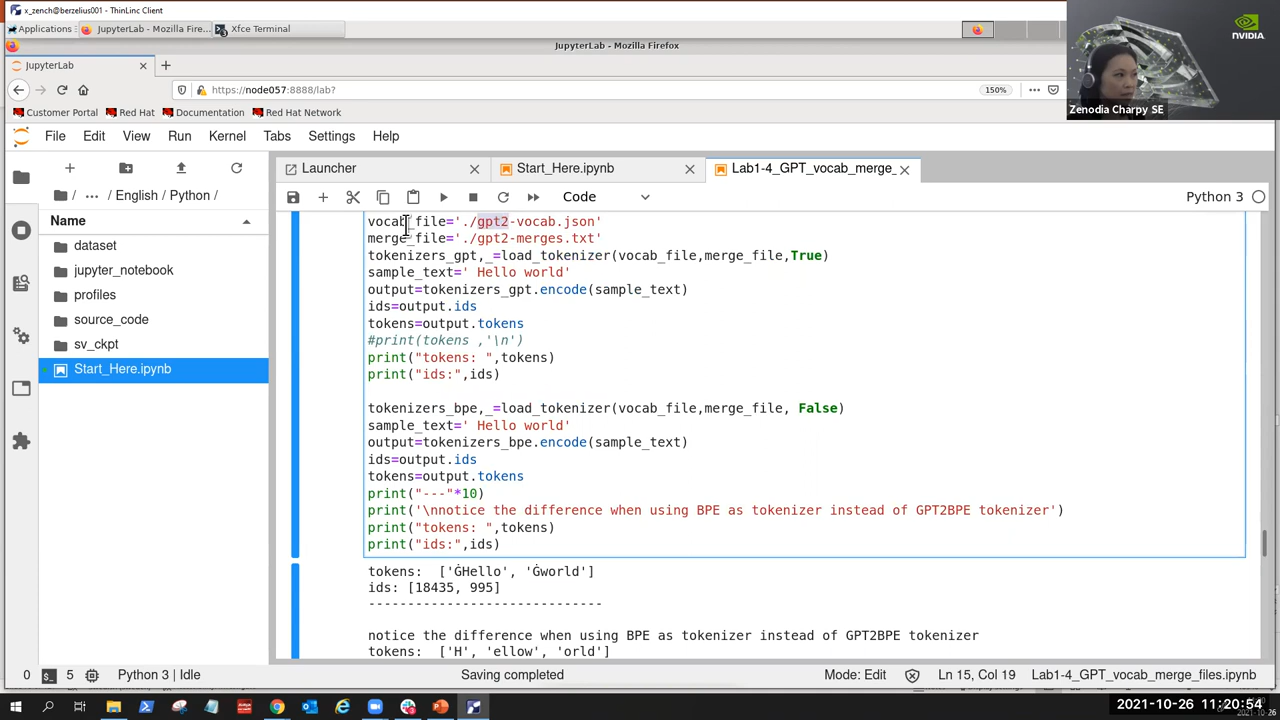 x_zench@berzelius001 - ThinLinc Client
Applications JupyterLab - Mozilla Firefo... Xfce Terminal
JupyterLab - Mozilla Firefox
JupyterLab
https://node057:8888/lab? 150%
Customer Portal Red Hat Documentation Red Hat Network
NVIDIA
Zenodia Charpy SE
File Edit View Run Kernel Tabs Settings Help
Launcher Start_Here.ipynb Lab1-4_GPT_vocab_merge_
Code Python 3
/ ... / English / Python /
Name
dataset
jupyter_notebook
profiles
source_code
sv_ckpt
Start_Here.ipynb
vocab_file='./gpt2-vocab.json'
merge_file='./gpt2-merges.txt'
tokenizers_gpt,_=load_tokenizer(vocab_file,merge_file,True)
sample_text=' Hello world'
output=tokenizers_gpt.encode(sample_text)
ids=output.ids
tokens=output.tokens
#print(tokens ,'\n')
print("tokens: ",tokens)
print("ids:",ids)
tokenizers_bpe,_=load_tokenizer(vocab_file,merge_file, False)
sample_text=' Hello world'
output=tokenizers_bpe.encode(sample_text)
ids=output.ids
tokens=output.tokens
print("---"*10)
print('\nnotice the difference when using BPE as tokenizer instead of GPT2BPE tokenizer')
print("tokens: ",tokens)
print("ids:",ids)
tokens:  ['ĠHello', 'Ġworld']
ids: [18435, 995]
------------------------------
notice the difference when using BPE as tokenizer instead of GPT2BPE tokenizer
tokens:  ['H', 'ellow', 'orld']
0 5 Python 3 | Idle Saving completed Mode: Edit Ln 15, Col 19 Lab1-4_GPT_vocab_merge_files.ipynb
2021-10-26 11:20:54